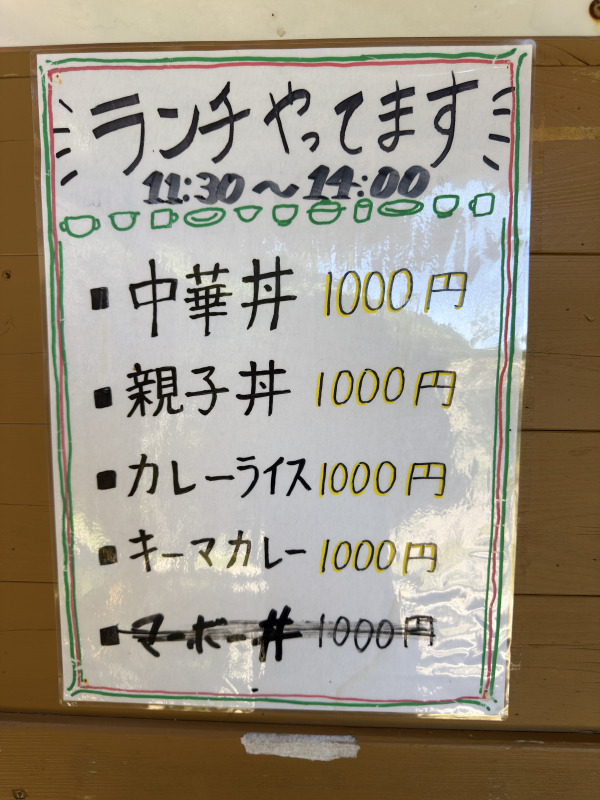 ランチやってます
11:30～14:00
■中華丼 1000円
■親子丼 1000円
■カレーライス 1000円
■キーマカレー 1000円
■マーボー丼 1000円